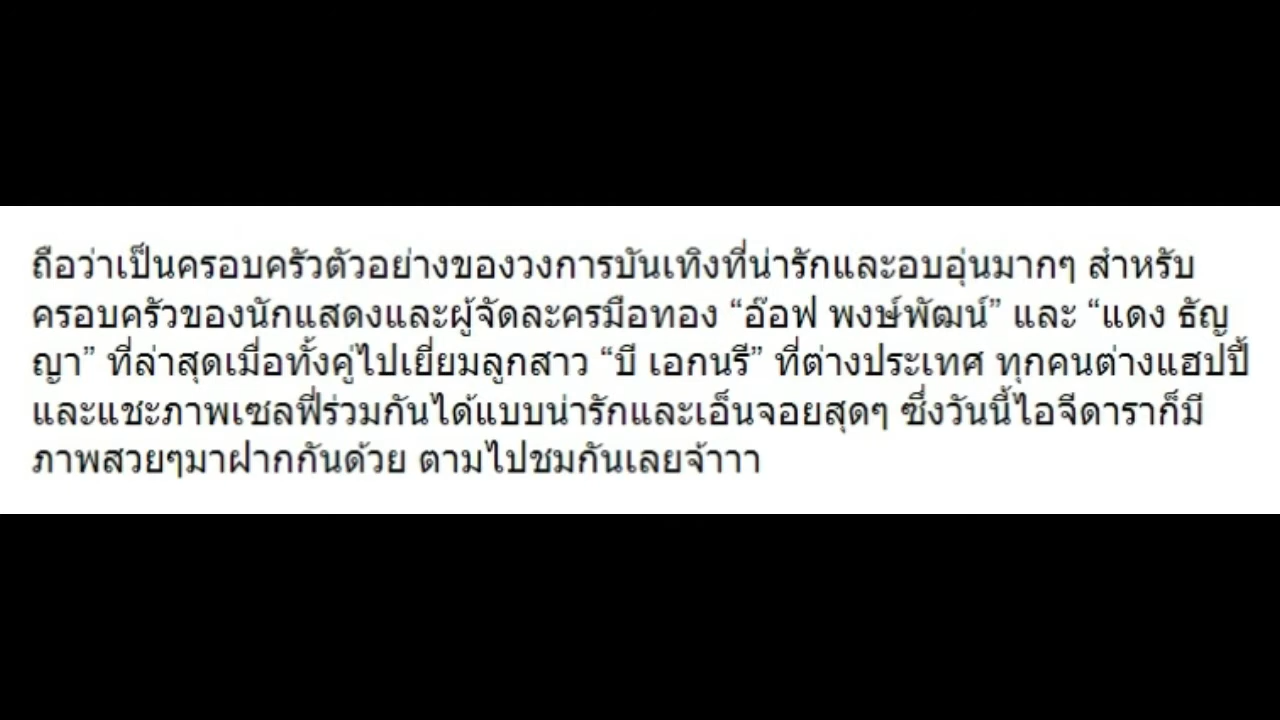 ถือว่าเป็นครอบครัวตัวอย่างของวงการบันเทิงที่น่ารักและอบอุ่นมากๆ สำหรับ
ครอบครัวของนักแสดงและผู้จัดละครมือทอง “อ๊อฟ พงษ์พัฒน์” และ “แดง ธัญ
ญา” ที่ล่าสุดเมื่อทั้งคู่ไปเยี่ยมลูกสาว “บี เอกนรี” ที่ต่างประเทศ ทุกคนต่างแฮปปี้
และแชะภาพเซลฟี่ร่วมกันได้แบบน่ารักและเอ็นจอยสุดๆ ซึ่งวันนี้ไอจีดาราก็มี
ภาพสวยๆมาฝากกันด้วย ตามไปชมกันเลยจ้าาา